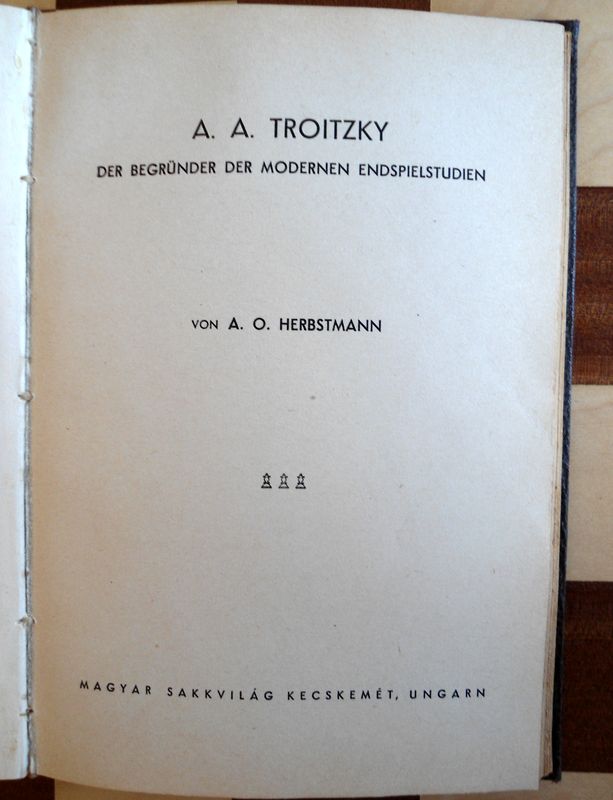 A. A. TROITZKY
DER BEGRÜNDER DER MODERNEN ENDSPIELSTUDIEN
VON A. O. HERBSTMANN
MAGYAR SAKKVILÁG KECSKEMÉT, UNGARN